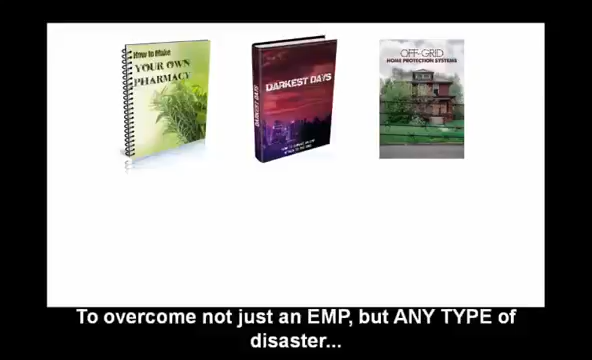 How to Make
YOUR OWN
PHARMACY
DARKEST DAYS
DARKEST DAYS
OFF-GRID
HOME PROTECTION SYSTEMS
To overcome not just an EMP, but ANY TYPE of
disaster...